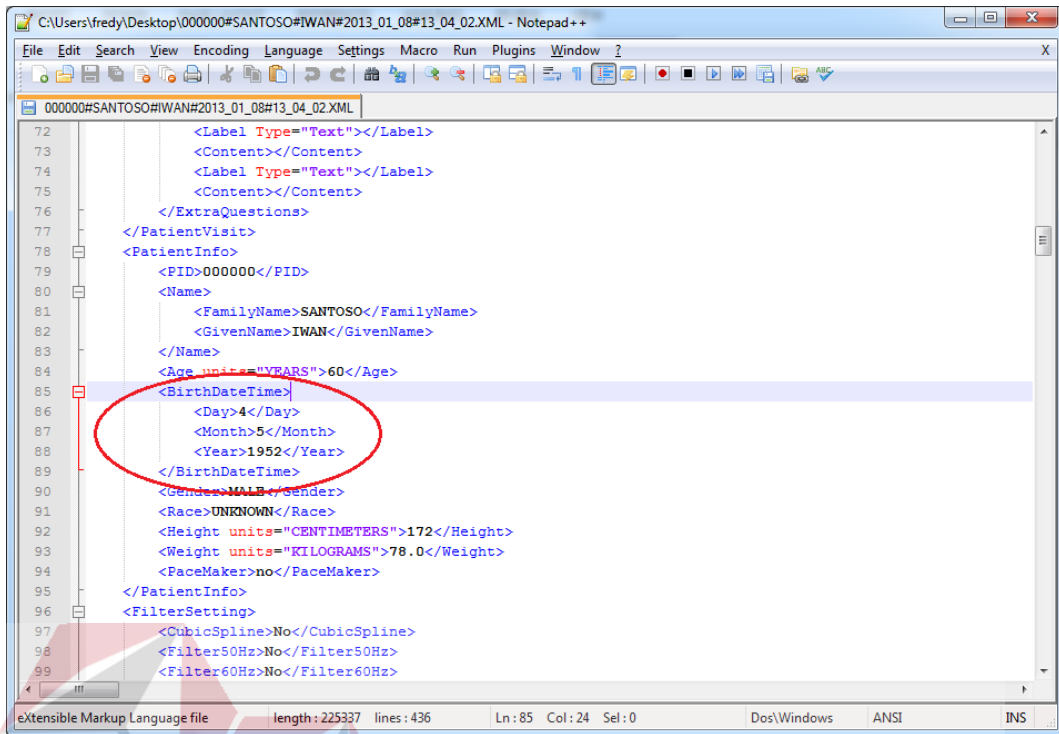 C:\Users\fredy\Desktop\000000#SANTOSO#IWAN#2013_01_08#13_04_02.XML - Notepad++
File Edit Search View Encoding Language Settings Macro Run Plugins Window ? X
000000#SANTOSO#IWAN#2013_01_08#13_04_02.XML
72 <Label Type="Text"></Label>
73 <Content></Content>
74 <Label Type="Text"></Label>
75 <Content></Content>
76 </ExtraQuestions>
77 </PatientVisit>
78 <PatientInfo>
79 <PID>000000</PID>
80 <Name>
81 <FamilyName>SANTOSO</FamilyName>
82 <GivenName>IWAN</GivenName>
83 </Name>
84 <Age units="YEARS">60</Age>
85 <BirthDateTime>
86 <Day>4</Day>
87 <Month>5</Month>
88 <Year>1952</Year>
89 </BirthDateTime>
90 <Gender>MALE</Gender>
91 <Race>UNKNOWN</Race>
92 <Height units="CENTIMETERS">172</Height>
93 <Weight units="KILOGRAMS">78.0</Weight>
94 <PaceMaker>no</PaceMaker>
95 </PatientInfo>
96 <FilterSetting>
97 <CubicSpline>No</CubicSpline>
98 <Filter50Hz>No</Filter50Hz>
99 <Filter60Hz>No</Filter60Hz>
eXtensible Markup Language file length : 225337 lines : 436 Ln : 85 Col : 24 Sel : 0 Dos\Windows ANSI INS